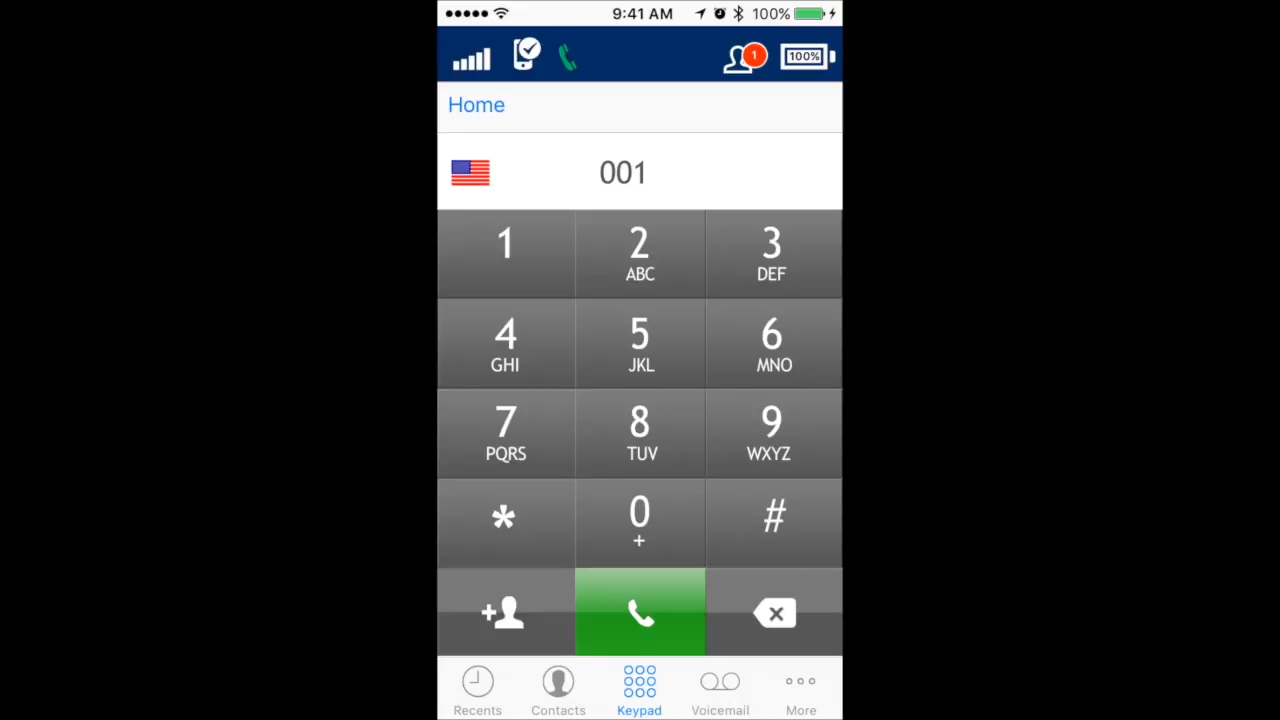 9:41 AM 100%
1 100%
Home
001
1 2 3
ABC DEF
4 5 6
GHI JKL MNO
7 8 9
PQRS TUV WXYZ
* 0 #
+
Recents Contacts Keypad Voicemail More